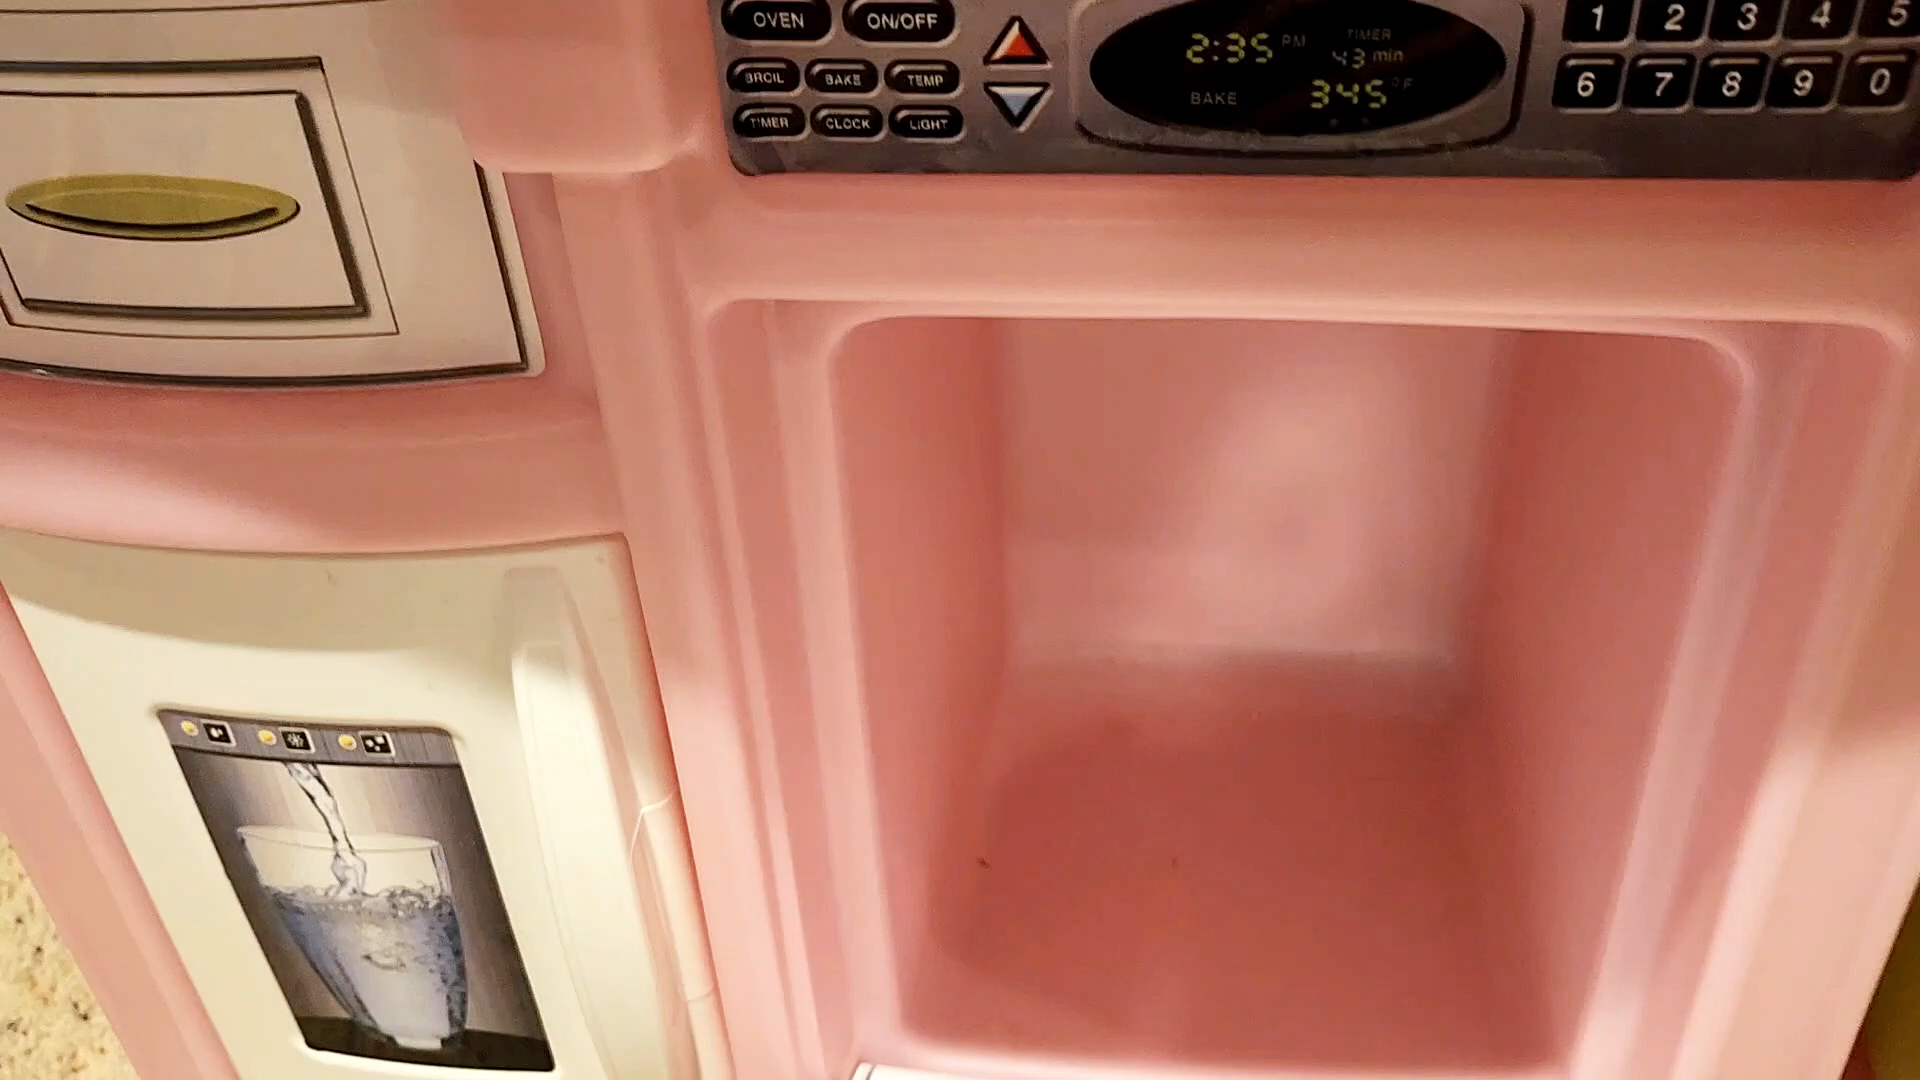 OVEN ON/OFF
BROIL BAKE TEMP
TIMER CLOCK LIGHT
2:35 PM TIMER
43 min
BAKE 345°F
1 2 3 4 5
6 7 8 9 0